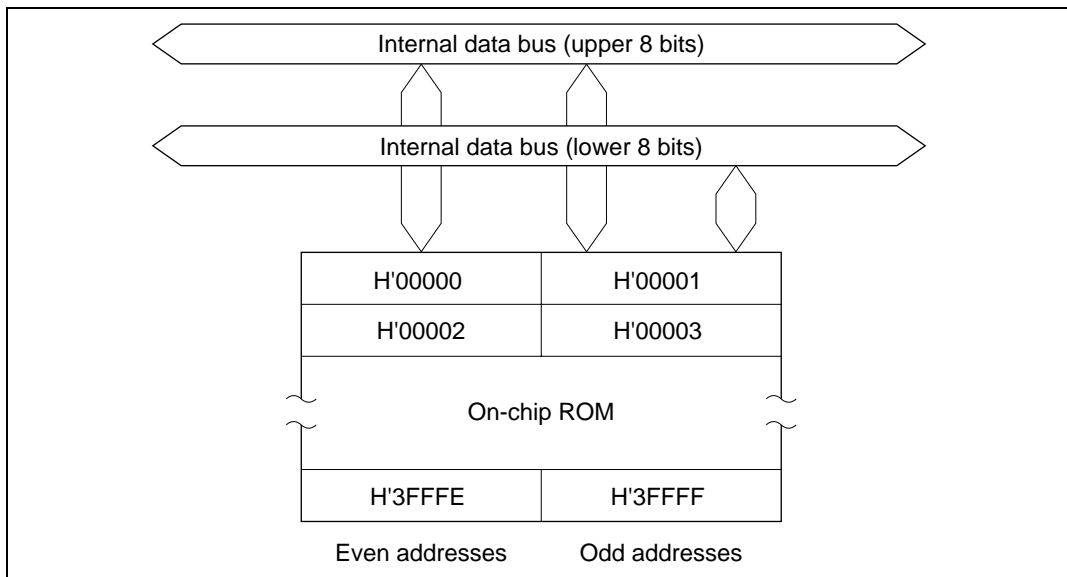 Internal data bus (upper 8 bits)
Internal data bus (lower 8 bits)
H'00000 H'00001
H'00002 H'00003
On-chip ROM
H'3FFFE H'3FFFF
Even addresses Odd addresses